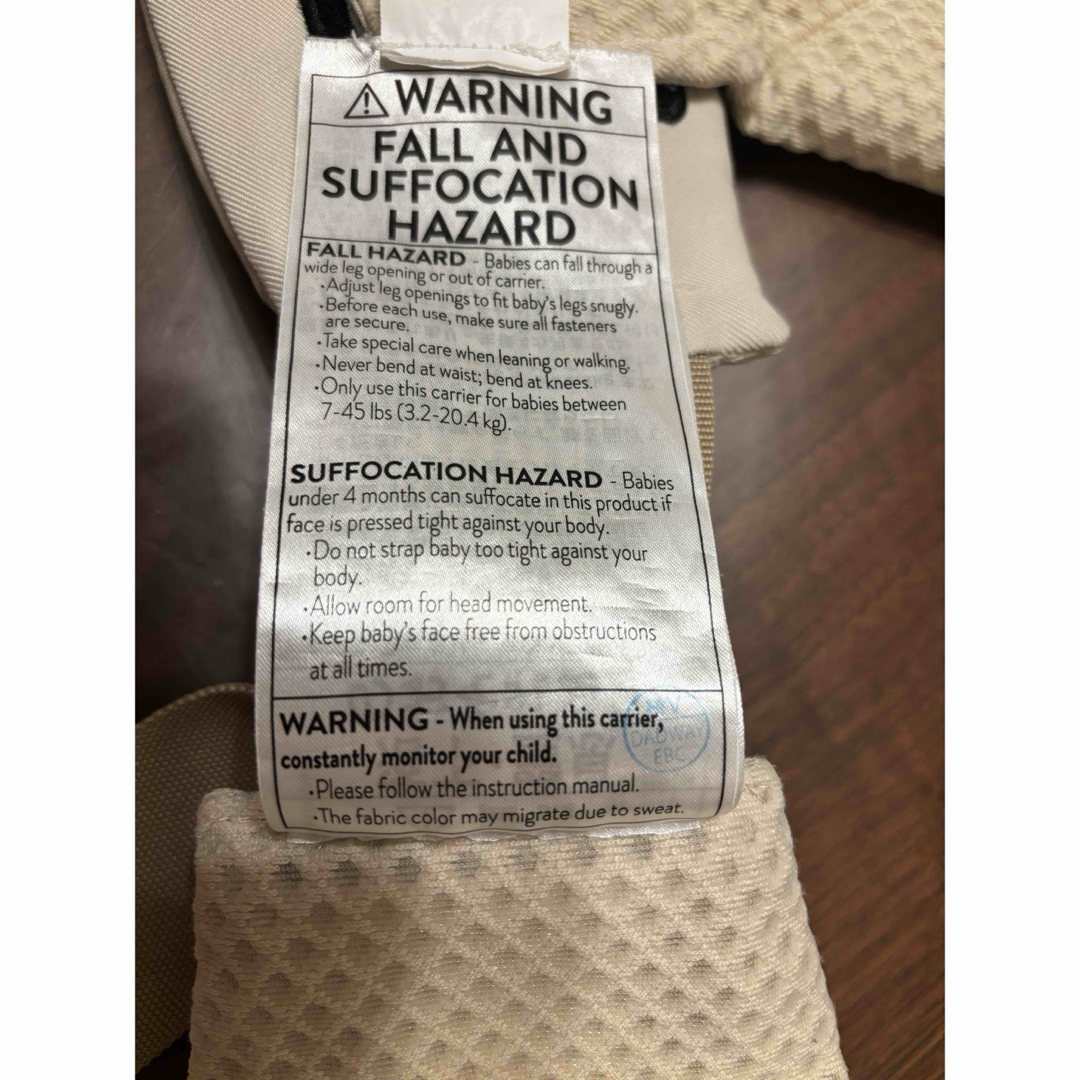 ⚠ WARNING
FALL AND
SUFFOCATION
HAZARD
FALL HAZARD - Babies can fall through a
wide leg opening or out of carrier.
·Adjust leg openings to fit baby's legs snugly.
·Before each use, make sure all fasteners
are secure.
·Take special care when leaning or walking.
·Never bend at waist; bend at knees.
·Only use this carrier for babies between
7-45 lbs (3.2-20.4 kg).
SUFFOCATION HAZARD - Babies
under 4 months can suffocate in this product if
face is pressed tight against your body.
·Do not strap baby too tight against your
body.
·Allow room for head movement.
·Keep baby's face free from obstructions
at all times.
WARNING - When using this carrier,
constantly monitor your child.
·Please follow the instruction manual.
·The fabric color may migrate due to sweat.
DADWAY
EBC